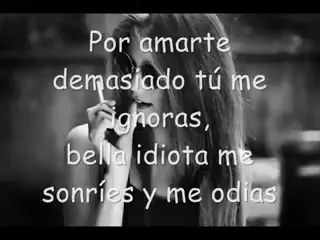 Por amarte
demasiado tú me
ignoras,
bella idiota me
sonríes y me odias